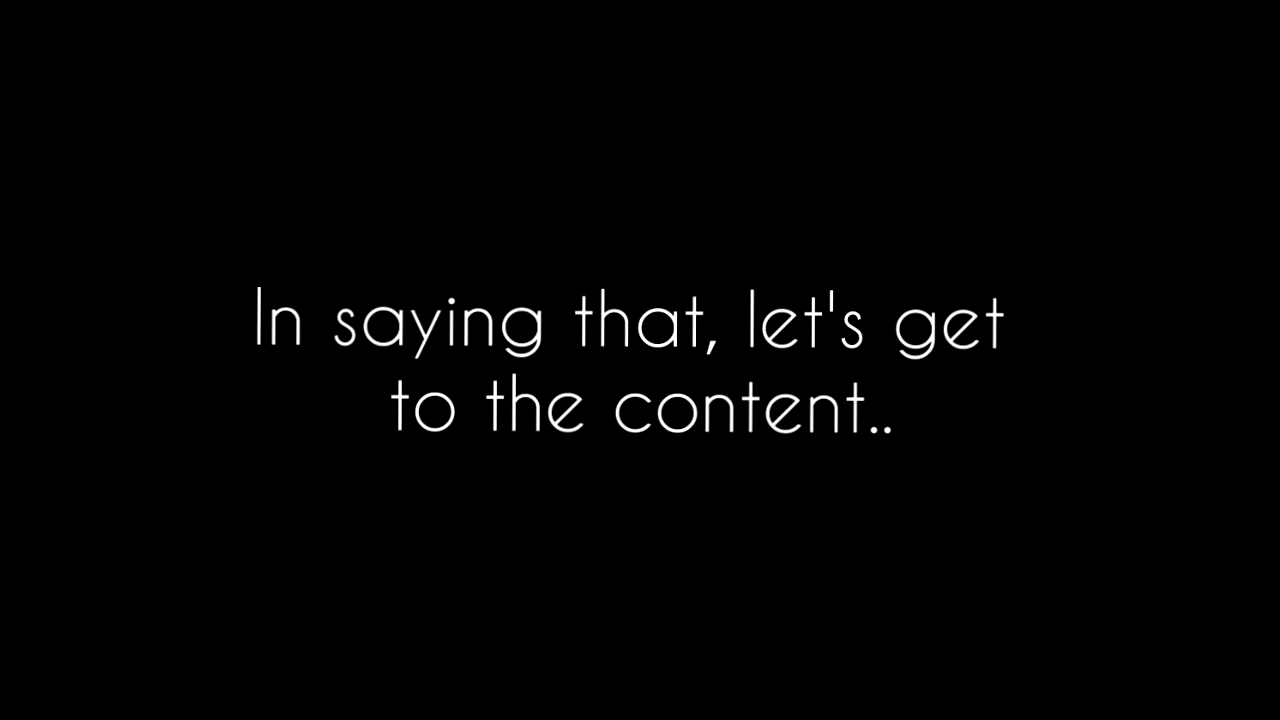 In saying that, let's get
to the content..